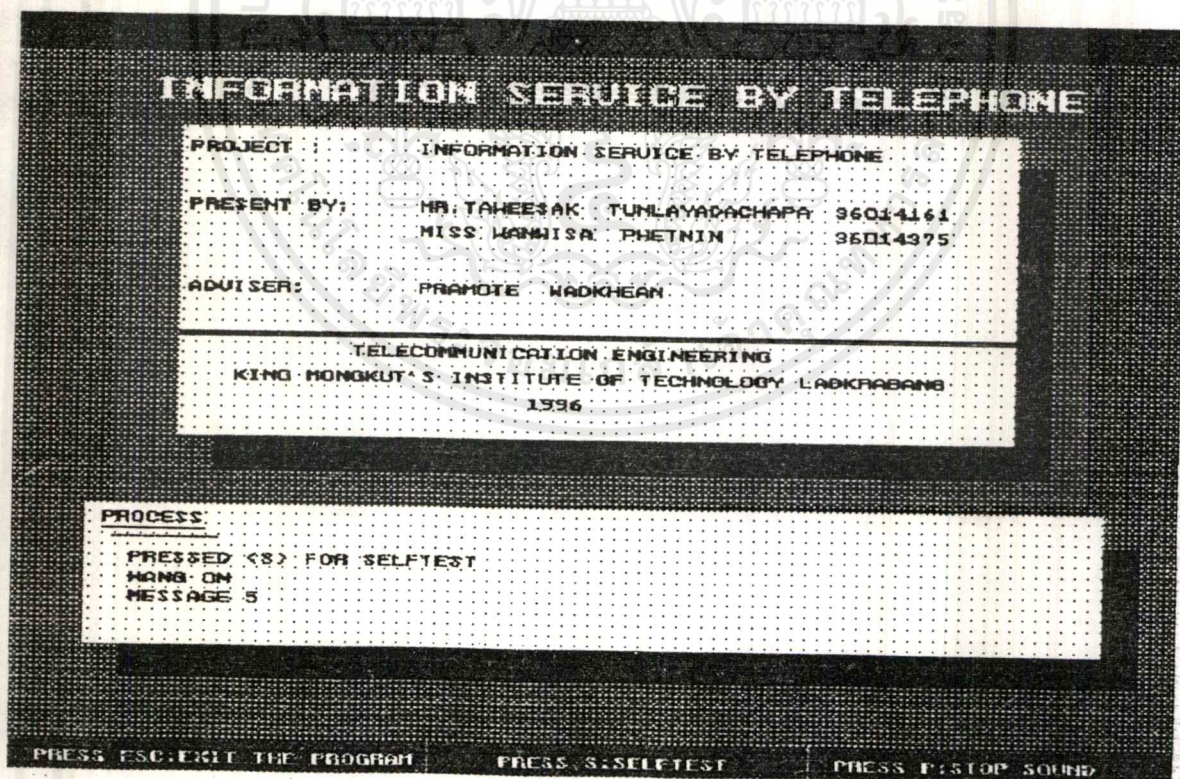 INFORMATION SERVICE BY TELEPHONE
PROJECT : INFORMATION SERVICE BY TELEPHONE
PRESENT BY: MR.TAWEESAK TUNLAYADACHAPA 36014161
MISS WANWISA PHETNIN 36014375
ADVISER: PRAMOTE WADKHEAN
TELECOMMUNICATION ENGINEERING
KING MONGKUT'S INSTITUTE OF TECHNOLOGY LADKRABANG
1996
PROCESS
PRESSED <S> FOR SELFTEST
HANG ON
MESSAGE 5
PRESS ESC:EXIT THE PROGRAM PRESS S:SELFTEST PRESS P:STOP SOUND